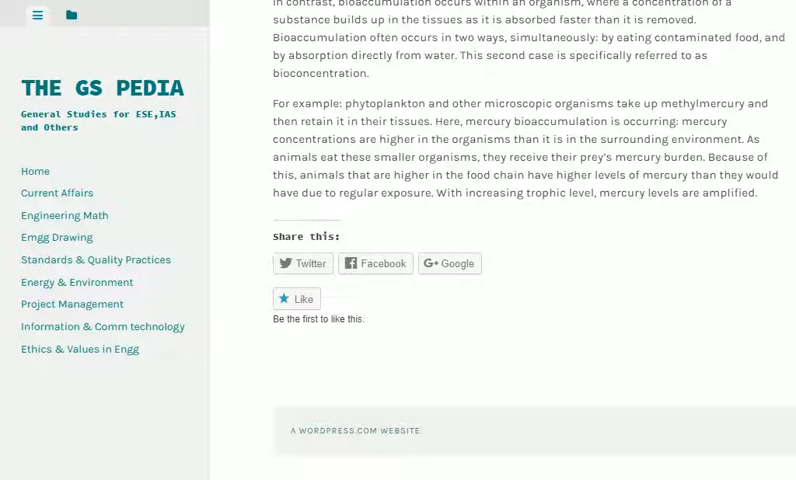 THE GS PEDIA
General Studies for ESE,IAS
and Others
Home
Current Affairs
Engineering Math
Emgg Drawing
Standards & Quality Practices
Energy & Environment
Project Management
Information & Comm technology
Ethics & Values in Engg
In contrast, bioaccumulation occurs within an organism, where a concentration of a
substance builds up in the tissues as it is absorbed faster than it is removed.
Bioaccumulation often occurs in two ways, simultaneously: by eating contaminated food, and
by absorption directly from water. This second case is specifically referred to as
bioconcentration.
For example: phytoplankton and other microscopic organisms take up methylmercury and
then retain it in their tissues. Here, mercury bioaccumulation is occurring: mercury
concentrations are higher in the organisms than it is in the surrounding environment. As
animals eat these smaller organisms, they receive their prey's mercury burden. Because of
this, animals that are higher in the food chain have higher levels of mercury than they would
have due to regular exposure. With increasing trophic level, mercury levels are amplified.
Share this:
Twitter
Facebook
Google
Like
Be the first to like this.
A WORDPRESS.COM WEBSITE.